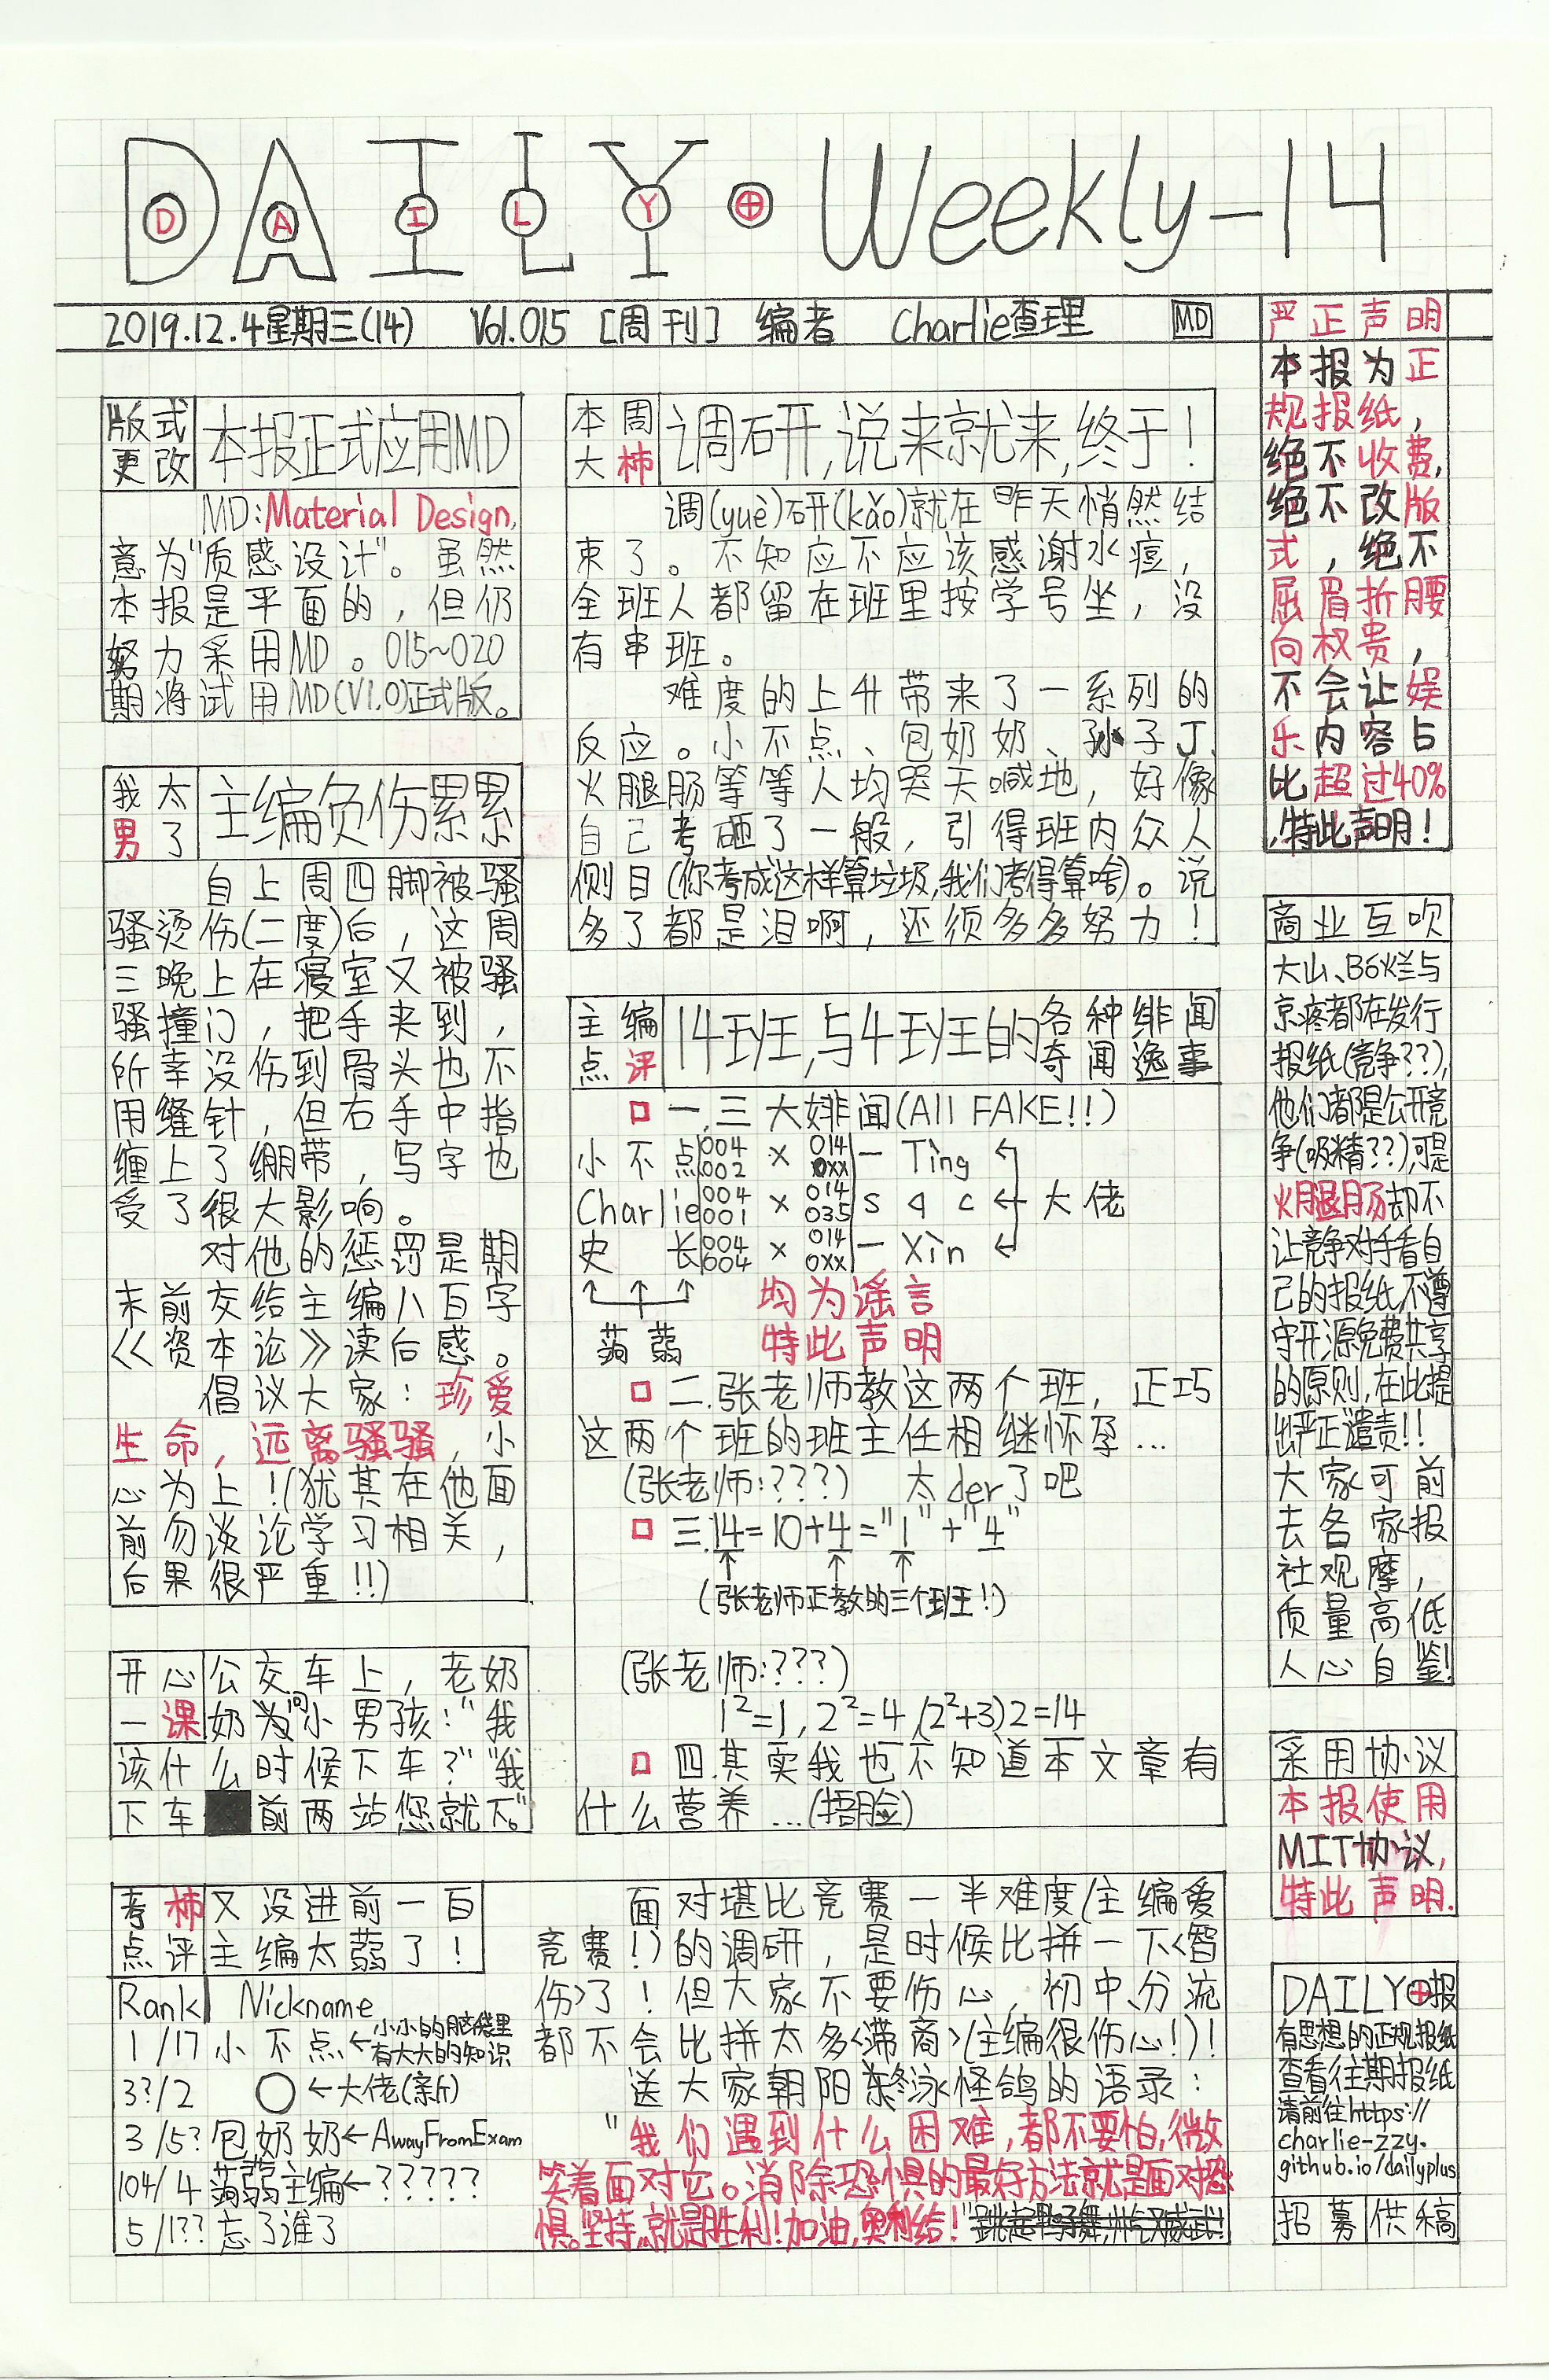 DAILY⊕ Weekly-14
2019.12.4星期三(14) Vol.015 [周刊] 编者 Charlie查理 MD
版式更改
本报正式应用MD
MD:Material Design,
意为"质感设计"。虽然
本报是平面的，但仍
努力采用MD。015~020
期将试用MD(V1.0)正式版。
我太男了
主编负伤累累
自上周四脚被骚
骚烫伤(二度)后，这周
三晚上在寝室又被骚
骚撞门，把手夹到，
所幸没伤到骨头也不
用缝针，但右手中指
缠上了绷带，写字也
受了很大影响。
对他的惩罚是期
末前交给主编八百字
《资本论》读后感。
倡议大家：珍爱
生命，远离骚骚，小
心为上！(犹其在他面
前勿谈论学习相关，
后果很严重!!)
开心一课
公交车上，老奶
奶问小男孩："我
该什么时候下车？""我
下车前两站您就下。"
本周大柿
调研,说来就来,终于!
调(yuè)研(kǎo)就在昨天悄然结
束了。不知应不应该感谢水痘，
全班人都留在班里按学号坐，没
有串班。
难度的上升带来了一系列的
反应。小不点、包奶奶、孙子丁、
火腿肠等等人均哭天喊地，好像
自己考砸了一般，引得班内众人
侧目(你考成这样算垃圾,我们考得算啥)。说
多了都是泪啊，还须多多努力！
主编点评
14班,与4班的各种绯闻奇闻逸事
一.三大绯闻(All FAKE!!)
小不点 004 002 × 014 0XX — Ting ←
Charlie 004 001 × 014 035 s a c ← 大佬
史长 004 004 × 014 0XX — Xin ←
均为谣言
蒟蒻 特此声明
二.张老师教这两个班，正巧
这两个班的班主任相继怀孕...
(张老师:???) 太der了吧
三.14=10+4="1"+"4"
(张老师正教的三个班!)
(张老师:???)
1²=1,2²=4,(2²+3)2=14
四.其实我也不知道本文章有
什么营养...(捂脸)
考柿点评
又没进前一百
主编太蒻了！
Rank Nickname
1/17 小不点←小小的脑袋里有大大的知识
3?/2 ○←大佬(新)
3/5? 包奶奶←AwayFromExam
104/4 蒟蒻主编←?????
5/1?? 忘了谁了
面对堪比竞赛一半难度(主编爱
竞赛!)的调研，是时候比拼一下<智
伤>了！但大家不要伤心，初中分流
都不会比拼太多<滞商>(主编很伤心!)！
送大家朝阳冬泳怪鸽的语录：
"我们遇到什么困难,都不要怕,微
笑着面对它。消除恐惧的最好方法就是面对恐
惧。坚持,就是胜利!加油,奥利给!"
严正声明
本报为正
规报纸，
绝不收费,
绝不改版
式，绝不
屈眉折腰
向权贵，
不会让娱
乐内容占
比超过40%
,特此声明!
商业互吹
大山、B6烂与
京疼都在发行
报纸(竞争??),
他们都是公开竞
争(吸精??),可是
火腿肠却不
让竞争对手看自
己的报纸,不遵
守开源免费共享
的原则,在此提
出严正谴责!!
大家可前
去各家报
社观摩，
质量高低
人心自鉴!
采用协议
本报使用
MIT协议,
特此声明.
DAILY⊕报
有思想的正规报纸
查看往期报纸
请前往https://
charlie-zzy.
github.io/dailyplus
招募供稿